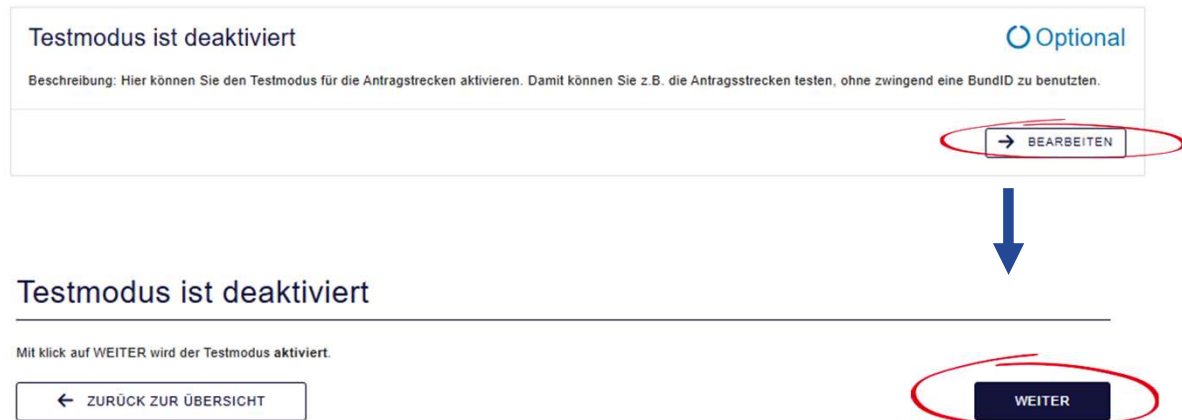 Testmodus ist deaktiviert
Optional
Beschreibung: Hier können Sie den Testmodus für die Antragstrecken aktivieren. Damit können Sie z.B. die Antragsstrecken testen, ohne zwingend eine BundID zu benutzten.
→ BEARBEITEN
Testmodus ist deaktiviert
Mit klick auf WEITER wird der Testmodus aktiviert.
← ZURÜCK ZUR ÜBERSICHT
WEITER